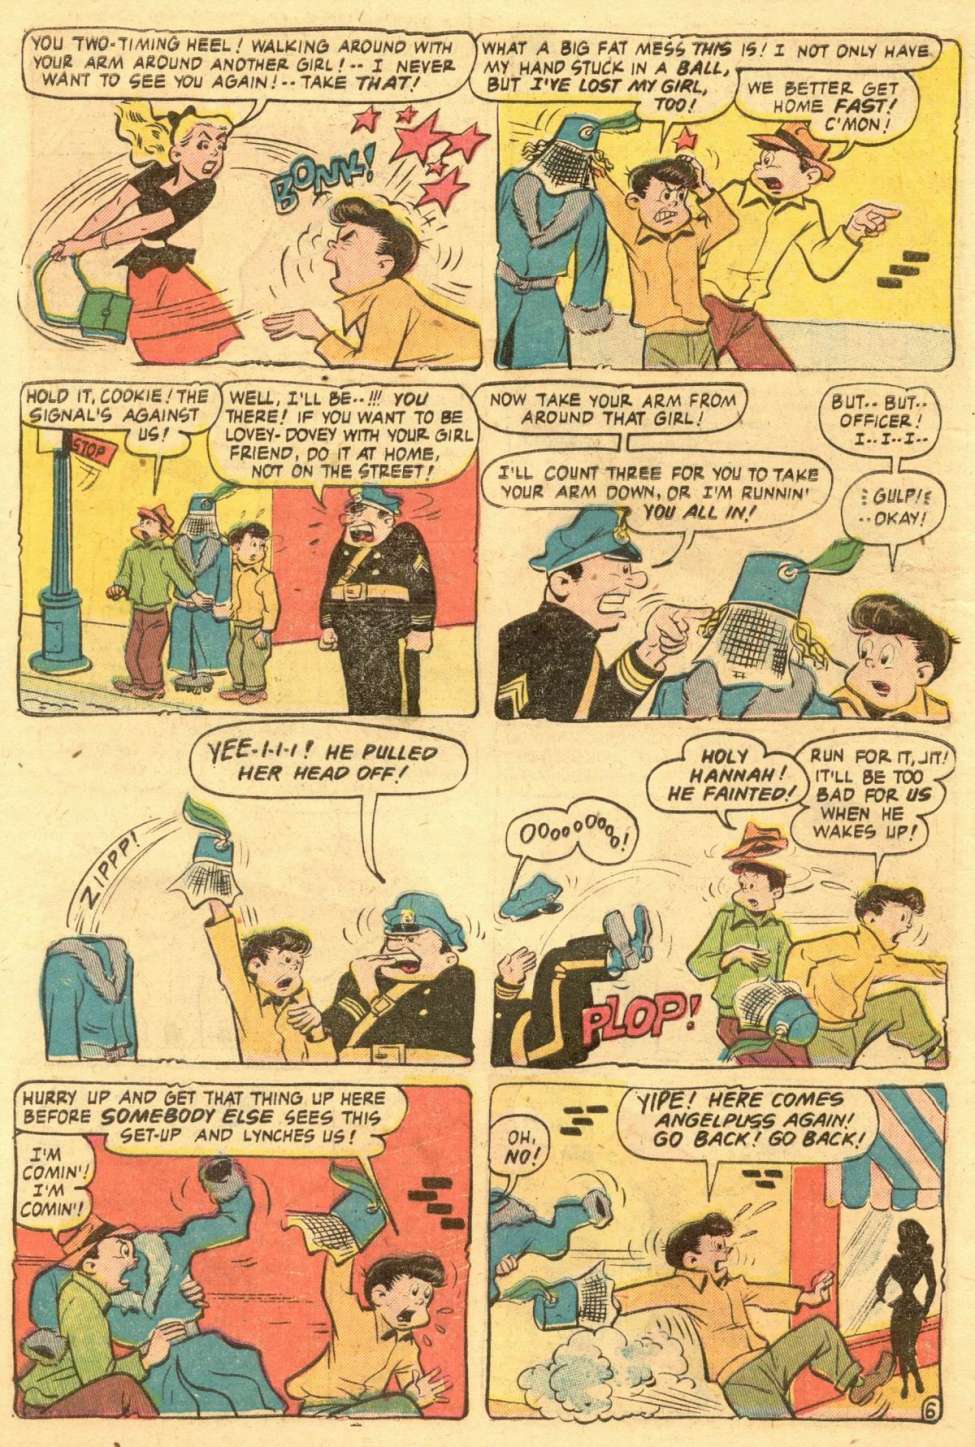 YOU TWO-TIMING HEEL! WALKING AROUND WITH
YOUR ARM AROUND ANOTHER GIRL!-- I NEVER
WANT TO SEE YOU AGAIN!-- TAKE THAT!
BONK!
WHAT A BIG FAT MESS THIS IS! I NOT ONLY HAVE
MY HAND STUCK IN A BALL,
BUT I'VE LOST MY GIRL,
TOO!
WE BETTER GET
HOME FAST!
C'MON!
HOLD IT, COOKIE! THE
SIGNAL'S AGAINST
US!
STOP
WELL, I'LL BE--!!! YOU
THERE! IF YOU WANT TO BE
LOVEY-DOVEY WITH YOUR GIRL
FRIEND, DO IT AT HOME,
NOT ON THE STREET!
NOW TAKE YOUR ARM FROM
AROUND THAT GIRL!
I'LL COUNT THREE FOR YOU TO TAKE
YOUR ARM DOWN, OR I'M RUNNIN'
YOU ALL IN!
BUT-- BUT--
OFFICER!
I--I--I--
GULP!
--OKAY!
ZIPPP!
YEE-I-I-I! HE PULLED
HER HEAD OFF!
OOOOOOOO!
PLOP!
HOLY
HANNAH!
HE FAINTED!
RUN FOR IT, JIT!
IT'LL BE TOO
BAD FOR US
WHEN HE
WAKES UP!
HURRY UP AND GET THAT THING UP HERE
BEFORE SOMEBODY ELSE SEES THIS
SET-UP AND LYNCHES US!
I'M
COMIN'!
I'M
COMIN'!
OH,
NO!
YIPE! HERE COMES
ANGELPUSS AGAIN!
GO BACK! GO BACK!
6